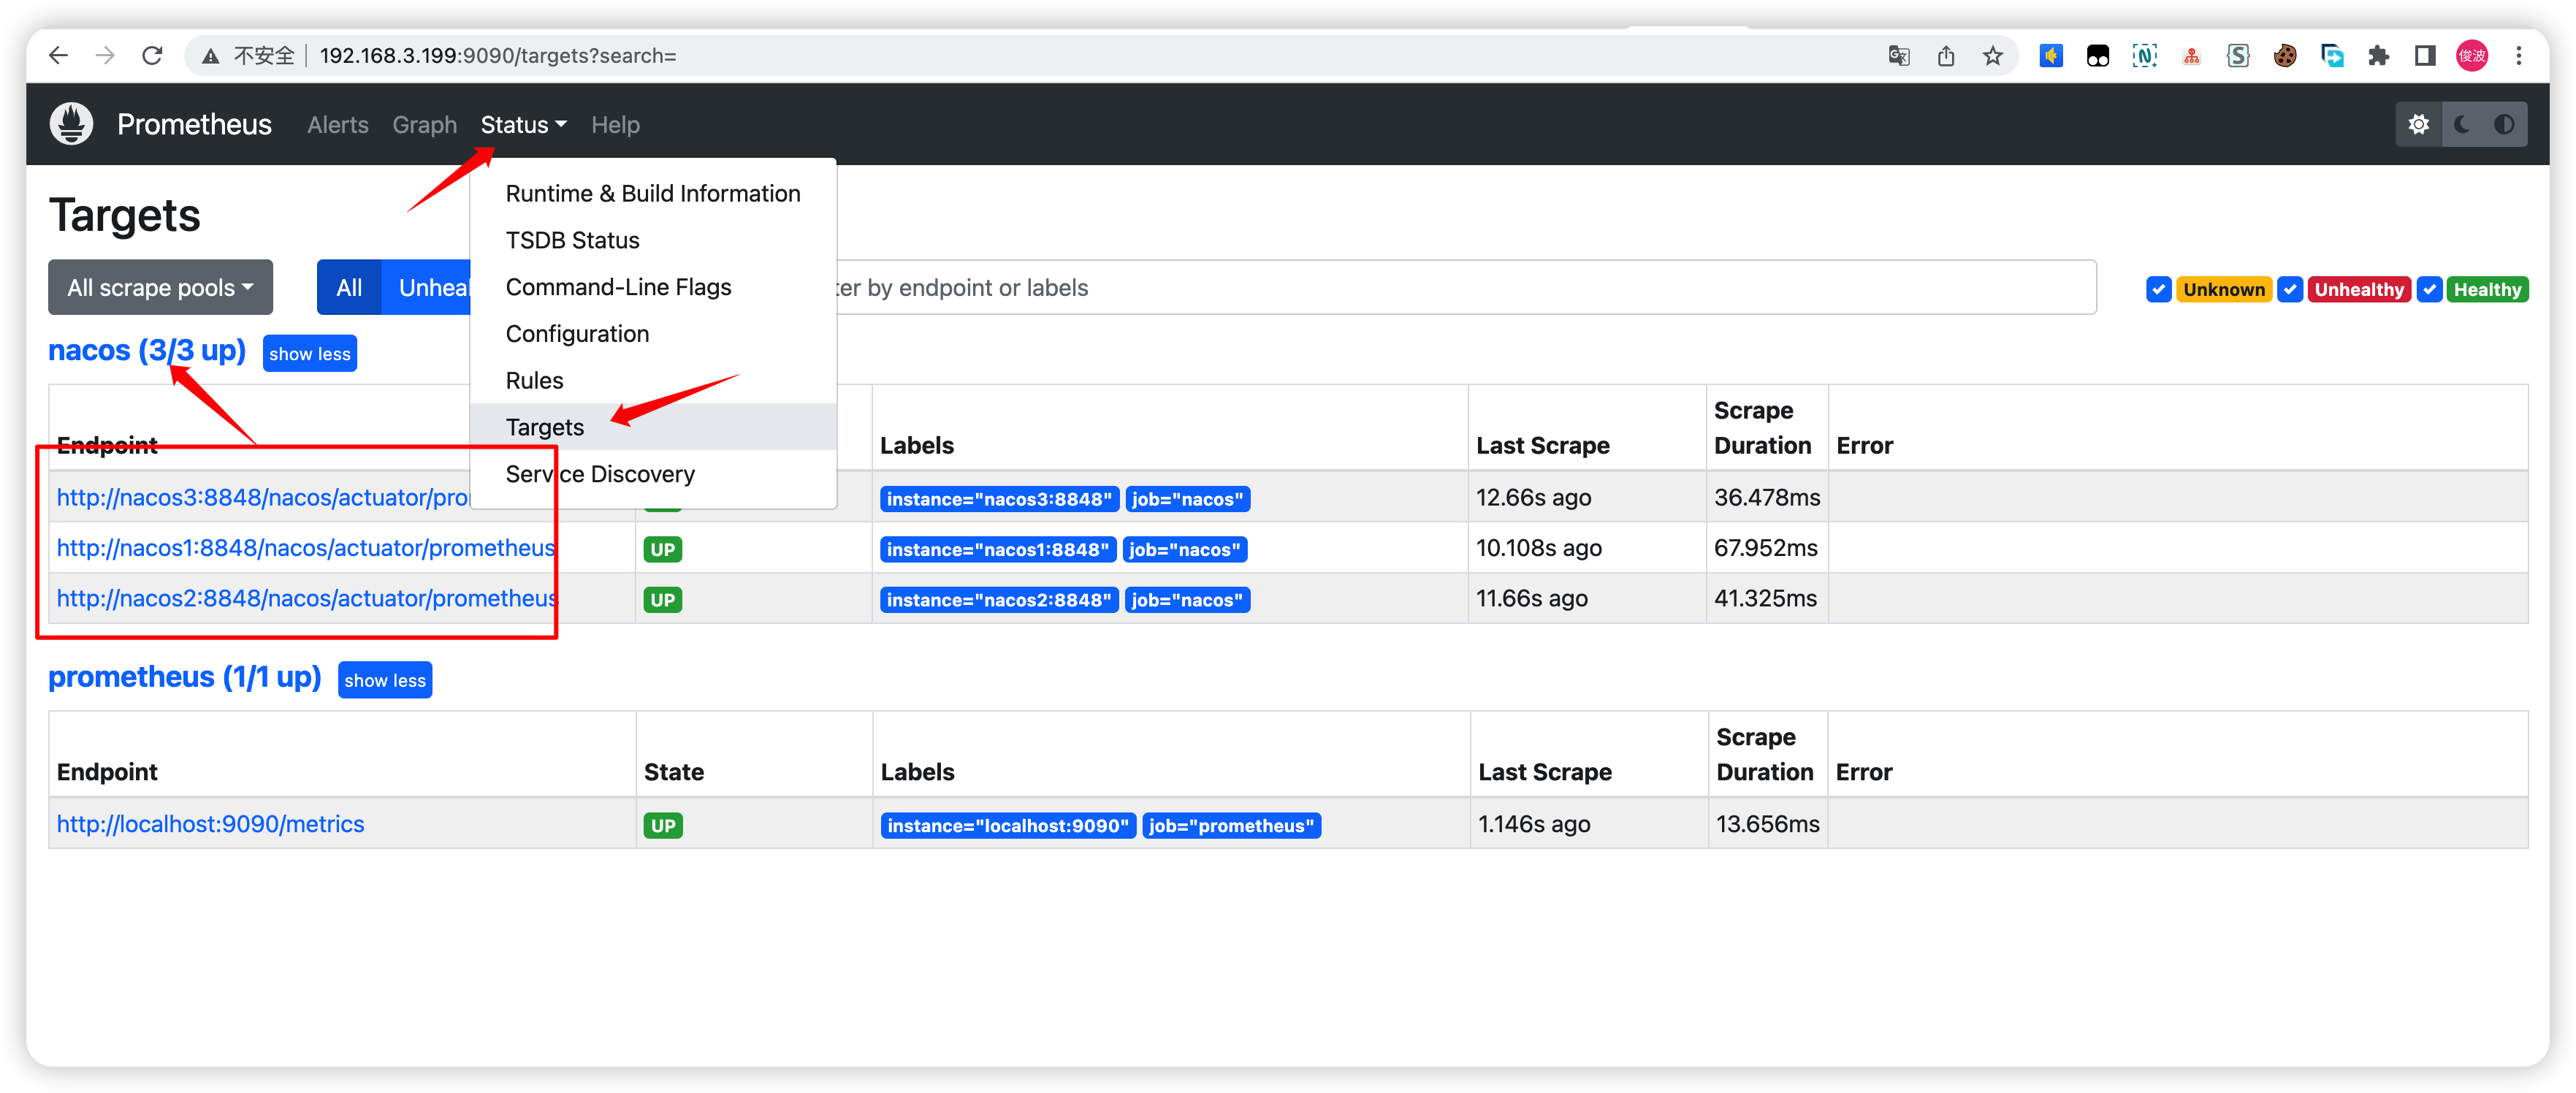 不安全 192.168.3.199:9090/targets?search=
俊波
Prometheus Alerts Graph Status Help
Runtime & Build Information
TSDB Status
Command-Line Flags
Configuration
Rules
Targets
Service Discovery
Targets
All scrape pools All Unheal ter by endpoint or labels Unknown Unhealthy Healthy
nacos (3/3 up) show less
Endpoint Labels Last Scrape Scrape Duration Error
http://nacos3:8848/nacos/actuator/pro instance="nacos3:8848" job="nacos" 12.66s ago 36.478ms
http://nacos1:8848/nacos/actuator/prometheus UP instance="nacos1:8848" job="nacos" 10.108s ago 67.952ms
http://nacos2:8848/nacos/actuator/prometheus UP instance="nacos2:8848" job="nacos" 11.66s ago 41.325ms
prometheus (1/1 up) show less
Endpoint State Labels Last Scrape Scrape Duration Error
http://localhost:9090/metrics UP instance="localhost:9090" job="prometheus" 1.146s ago 13.656ms